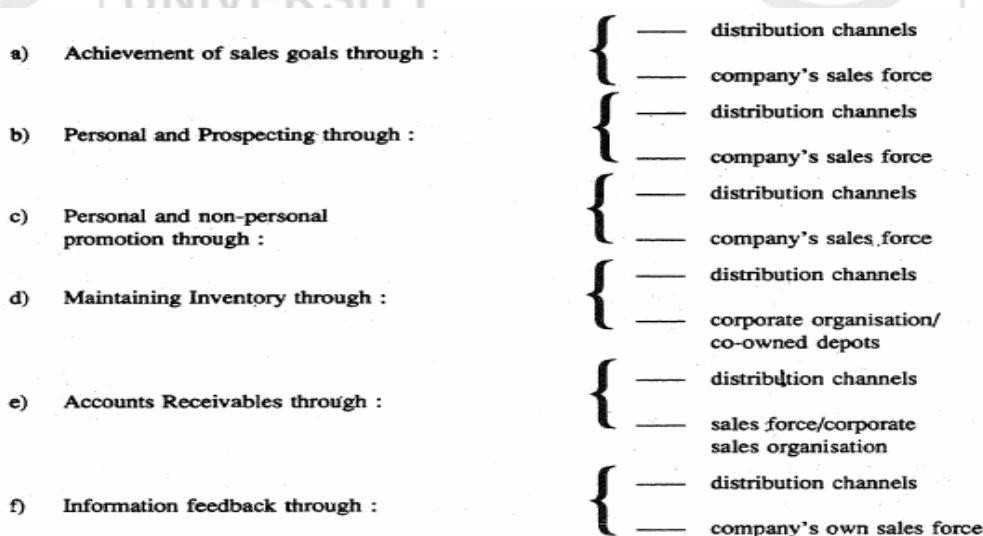 UNIVERSITY
a) Achievement of sales goals through : { — distribution channels
— company's sales force
b) Personal and Prospecting through : { — distribution channels
— company's sales force
c) Personal and non-personal
promotion through : { — distribution channels
— company's sales force
d) Maintaining Inventory through : { — distribution channels
— corporate organisation/
co-owned depots
e) Accounts Receivables through : { — distribution channels
— sales force/corporate
sales organisation
f) Information feedback through : { — distribution channels
— company's own sales force